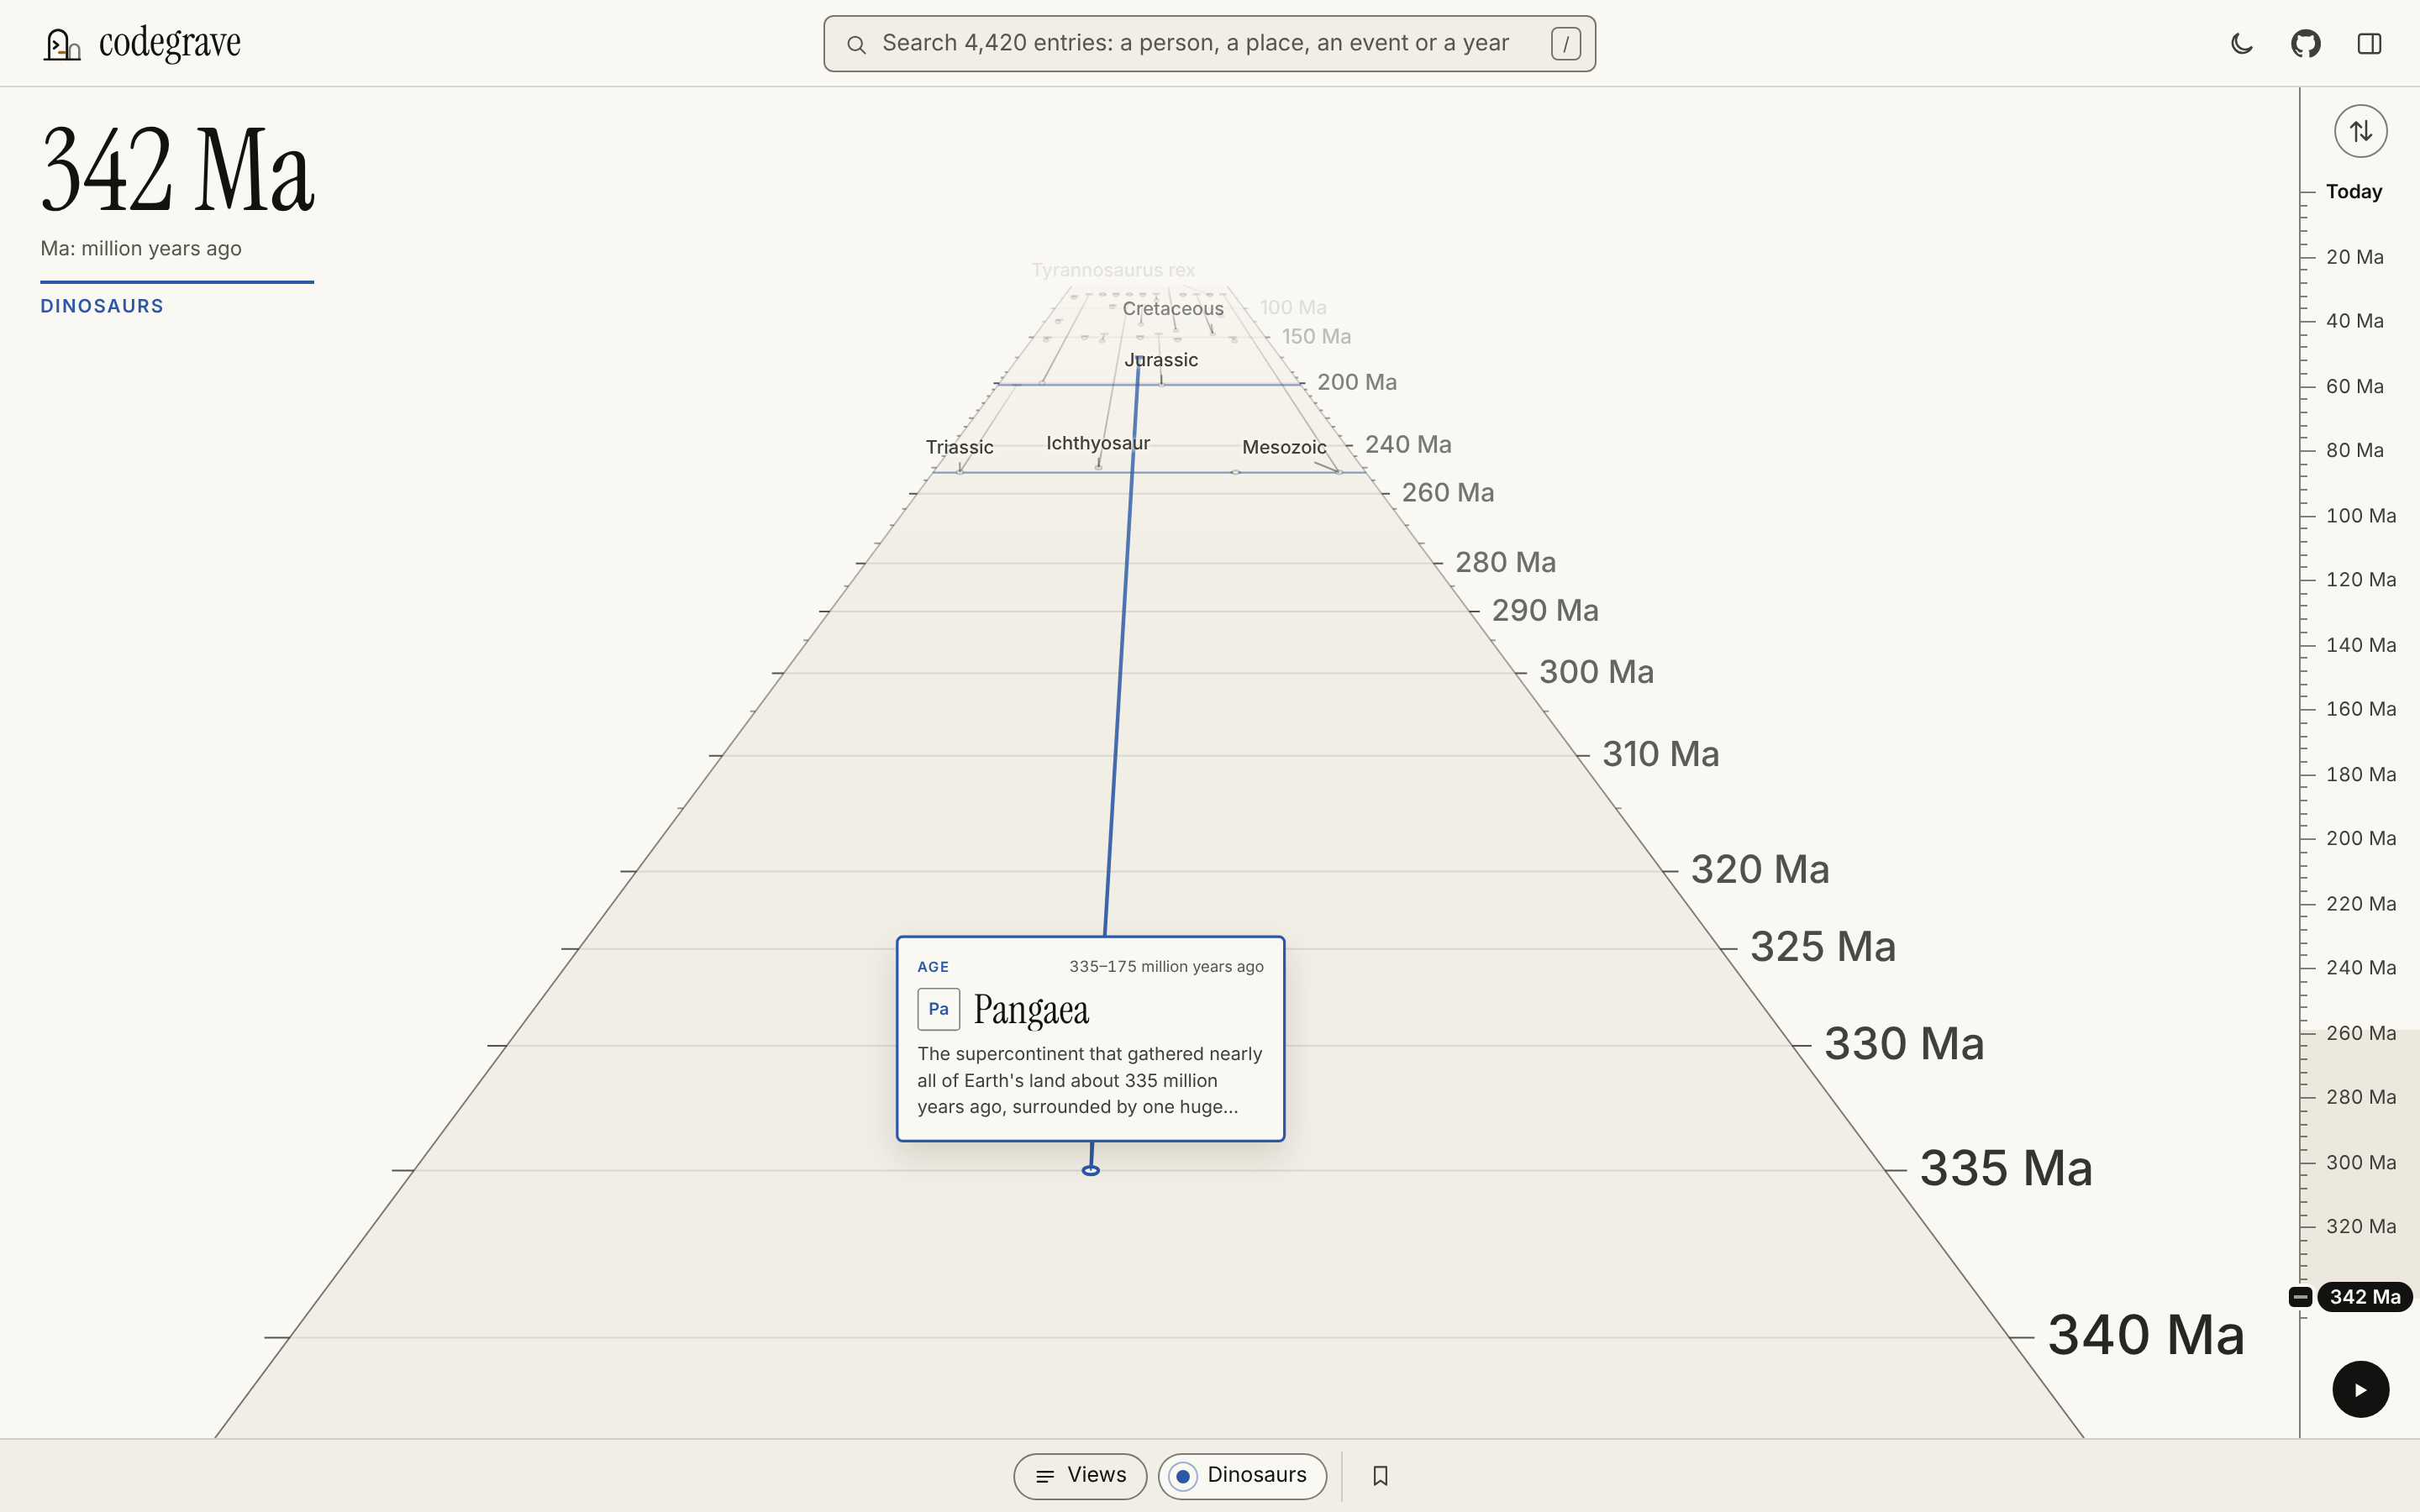 codegrave
Search 4,420 entries: a person, a place, an event or a year
/
342 Ma
Ma: million years ago
DINOSAURS
Tyrannosaurus rex
Cretaceous
100 Ma
150 Ma
Jurassic
200 Ma
Triassic
Ichthyosaur
Mesozoic
240 Ma
260 Ma
280 Ma
290 Ma
300 Ma
310 Ma
320 Ma
325 Ma
330 Ma
335 Ma
340 Ma
AGE
335–175 million years ago
Pa
Pangaea
The supercontinent that gathered nearly
all of Earth's land about 335 million
years ago, surrounded by one huge...
Today
20 Ma
40 Ma
60 Ma
80 Ma
100 Ma
120 Ma
140 Ma
160 Ma
180 Ma
200 Ma
220 Ma
240 Ma
260 Ma
280 Ma
300 Ma
320 Ma
342 Ma
Views
Dinosaurs